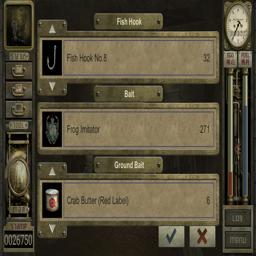 Fish Hook
Fish Hook No.8 32
Bait
Frog Imitator 271
Ground Bait
Crab Butter (Red Label) 6
0026750
LOG
menu